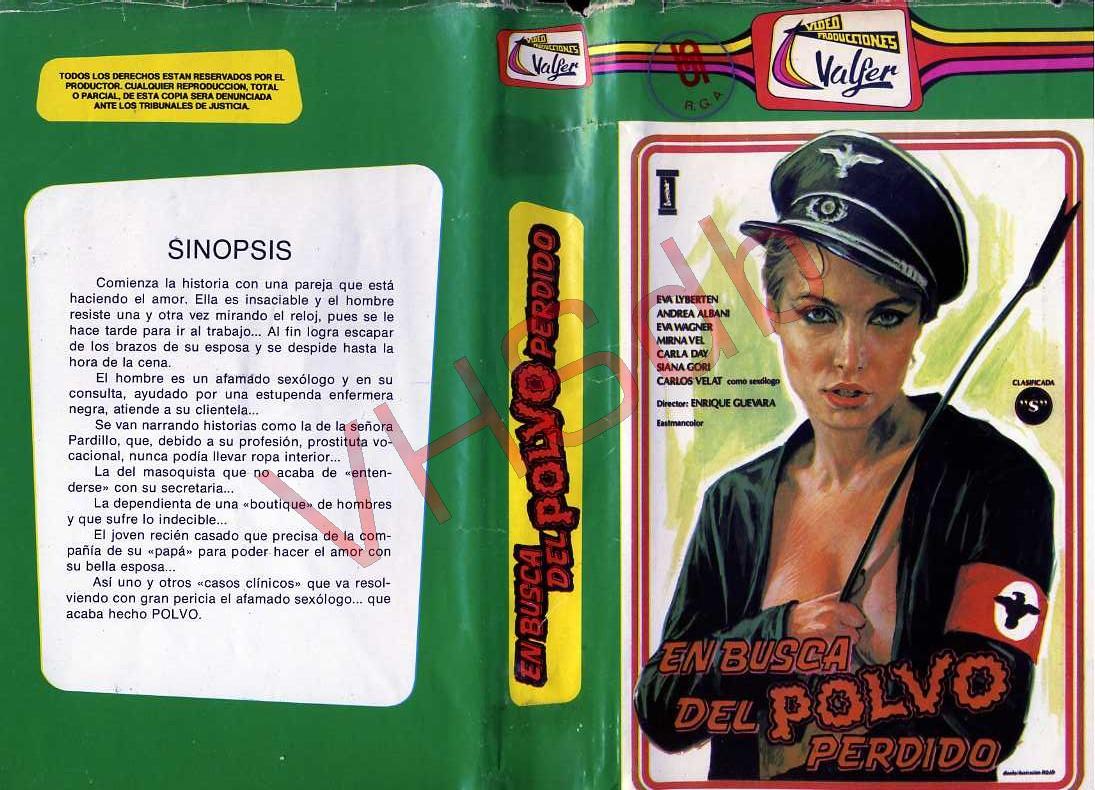 TODOS LOS DERECHOS ESTAN RESERVADOS POR EL
PRODUCTOR. CUALQUIER REPRODUCCION, TOTAL
O PARCIAL, DE ESTA COPIA SERA DENUNCIADA
ANTE LOS TRIBUNALES DE JUSTICIA.
SINOPSIS
Comienza la historia con una pareja que está
haciendo el amor. Ella es insaciable y el hombre
resiste una y otra vez mirando el reloj, pues se le
hace tarde para ir al trabajo... Al fin logra escapar
de los brazos de su esposa y se despide hasta la
hora de la cena.
El hombre es un afamado sexólogo y en su
consulta, ayudado por una estupenda enfermera
negra, atiende a su clientela...
Se van narrando historias como la de la señora
Pardillo, que, debido a su profesión, prostituta vo-
cacional, nunca podía llevar ropa interior...
La del masoquista que no acaba de «enten-
derse» con su secretaria...
La dependienta de una «boutique» de hombres
y que sufre lo indecible...
El joven recién casado que precisa de la com-
pañía de su «papá» para poder hacer el amor con
su bella esposa...
Así uno y otros «casos clínicos» que va resol-
viendo con gran pericia el afamado sexólogo... que
acaba hecho POLVO.
VIDEO
PRODUCCIONES
Valfer
EN BUSCA
DEL POLVO
PERDIDO
R.G.A
VIDEO
PRODUCCIONES
Valfer
EVA LYBERTEN
ANDREA ALBANI
EVA WAGNER
MIRNA VEL
CARLA DAY
SIANA GORI
CARLOS VELAT como sexólogo
Director: ENRIQUE GUEVARA
Eastmancolor
CLASIFICADA
"S"
EN BUSCA
DEL POLVO
PERDIDO
VHSdb